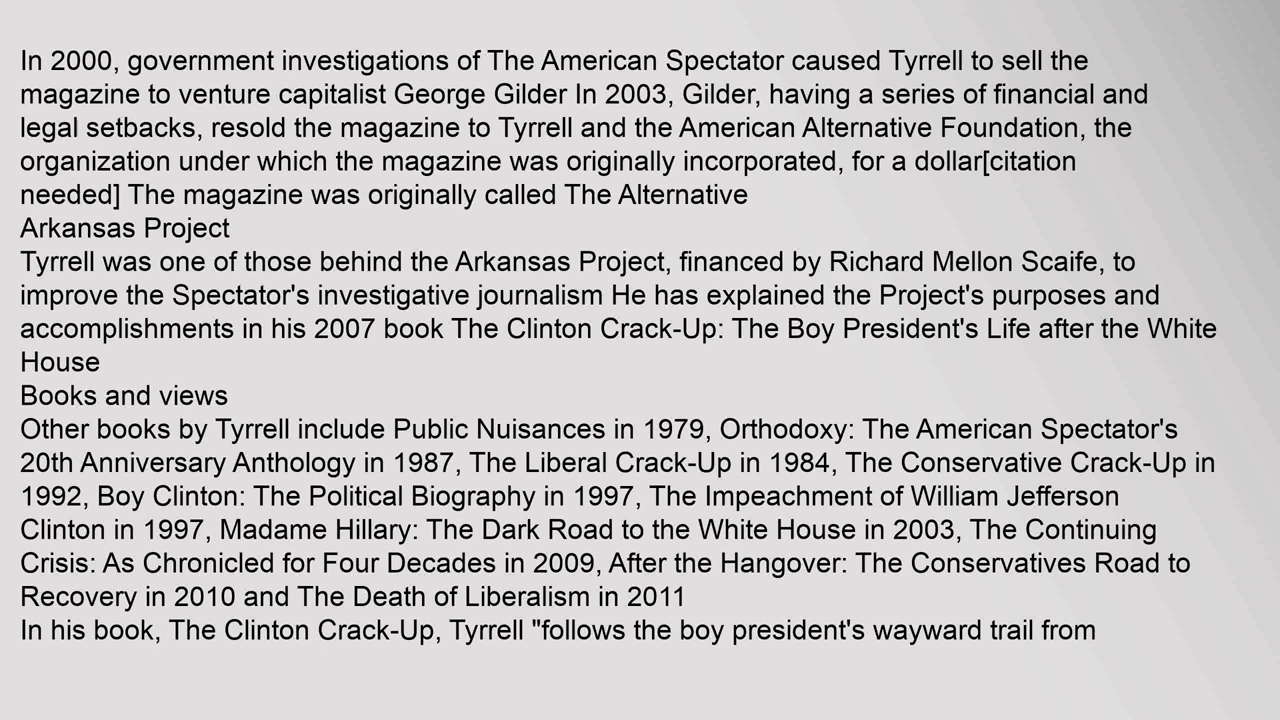 In 2000, government investigations of The American Spectator caused Tyrrell to sell the
magazine to venture capitalist George Gilder In 2003, Gilder, having a series of financial and
legal setbacks, resold the magazine to Tyrrell and the American Alternative Foundation, the
organization under which the magazine was originally incorporated, for a dollar[citation
needed] The magazine was originally called The Alternative
Arkansas Project
Tyrrell was one of those behind the Arkansas Project, financed by Richard Mellon Scaife, to
improve the Spectator's investigative journalism He has explained the Project's purposes and
accomplishments in his 2007 book The Clinton Crack-Up: The Boy President's Life after the White
House
Books and views
Other books by Tyrrell include Public Nuisances in 1979, Orthodoxy: The American Spectator's
20th Anniversary Anthology in 1987, The Liberal Crack-Up in 1984, The Conservative Crack-Up in
1992, Boy Clinton: The Political Biography in 1997, The Impeachment of William Jefferson
Clinton in 1997, Madame Hillary: The Dark Road to the White House in 2003, The Continuing
Crisis: As Chronicled for Four Decades in 2009, After the Hangover: The Conservatives Road to
Recovery in 2010 and The Death of Liberalism in 2011
In his book, The Clinton Crack-Up, Tyrrell "follows the boy president's wayward trail from